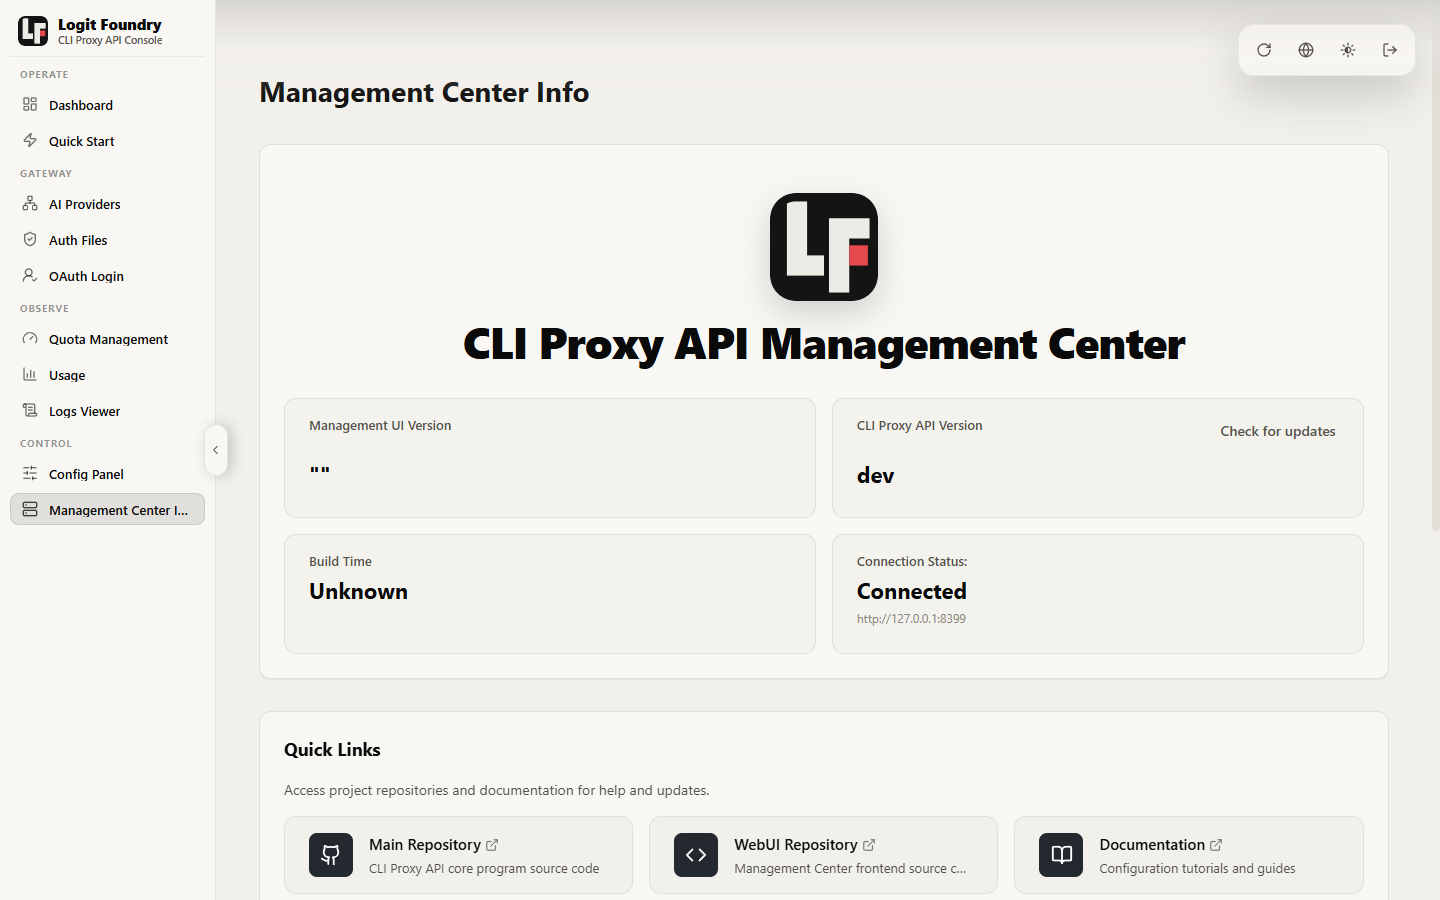 Logit Foundry
CLI Proxy API Console
OPERATE
Dashboard
Quick Start
GATEWAY
AI Providers
Auth Files
OAuth Login
OBSERVE
Quota Management
Usage
Logs Viewer
CONTROL
Config Panel
Management Center I...
Management Center Info
LF
CLI Proxy API Management Center
Management UI Version
""
CLI Proxy API Version
Check for updates
dev
Build Time
Unknown
Connection Status:
Connected
http://127.0.0.1:8399
Quick Links
Access project repositories and documentation for help and updates.
Main Repository
CLI Proxy API core program source code
WebUI Repository
Management Center frontend source c...
Documentation
Configuration tutorials and guides